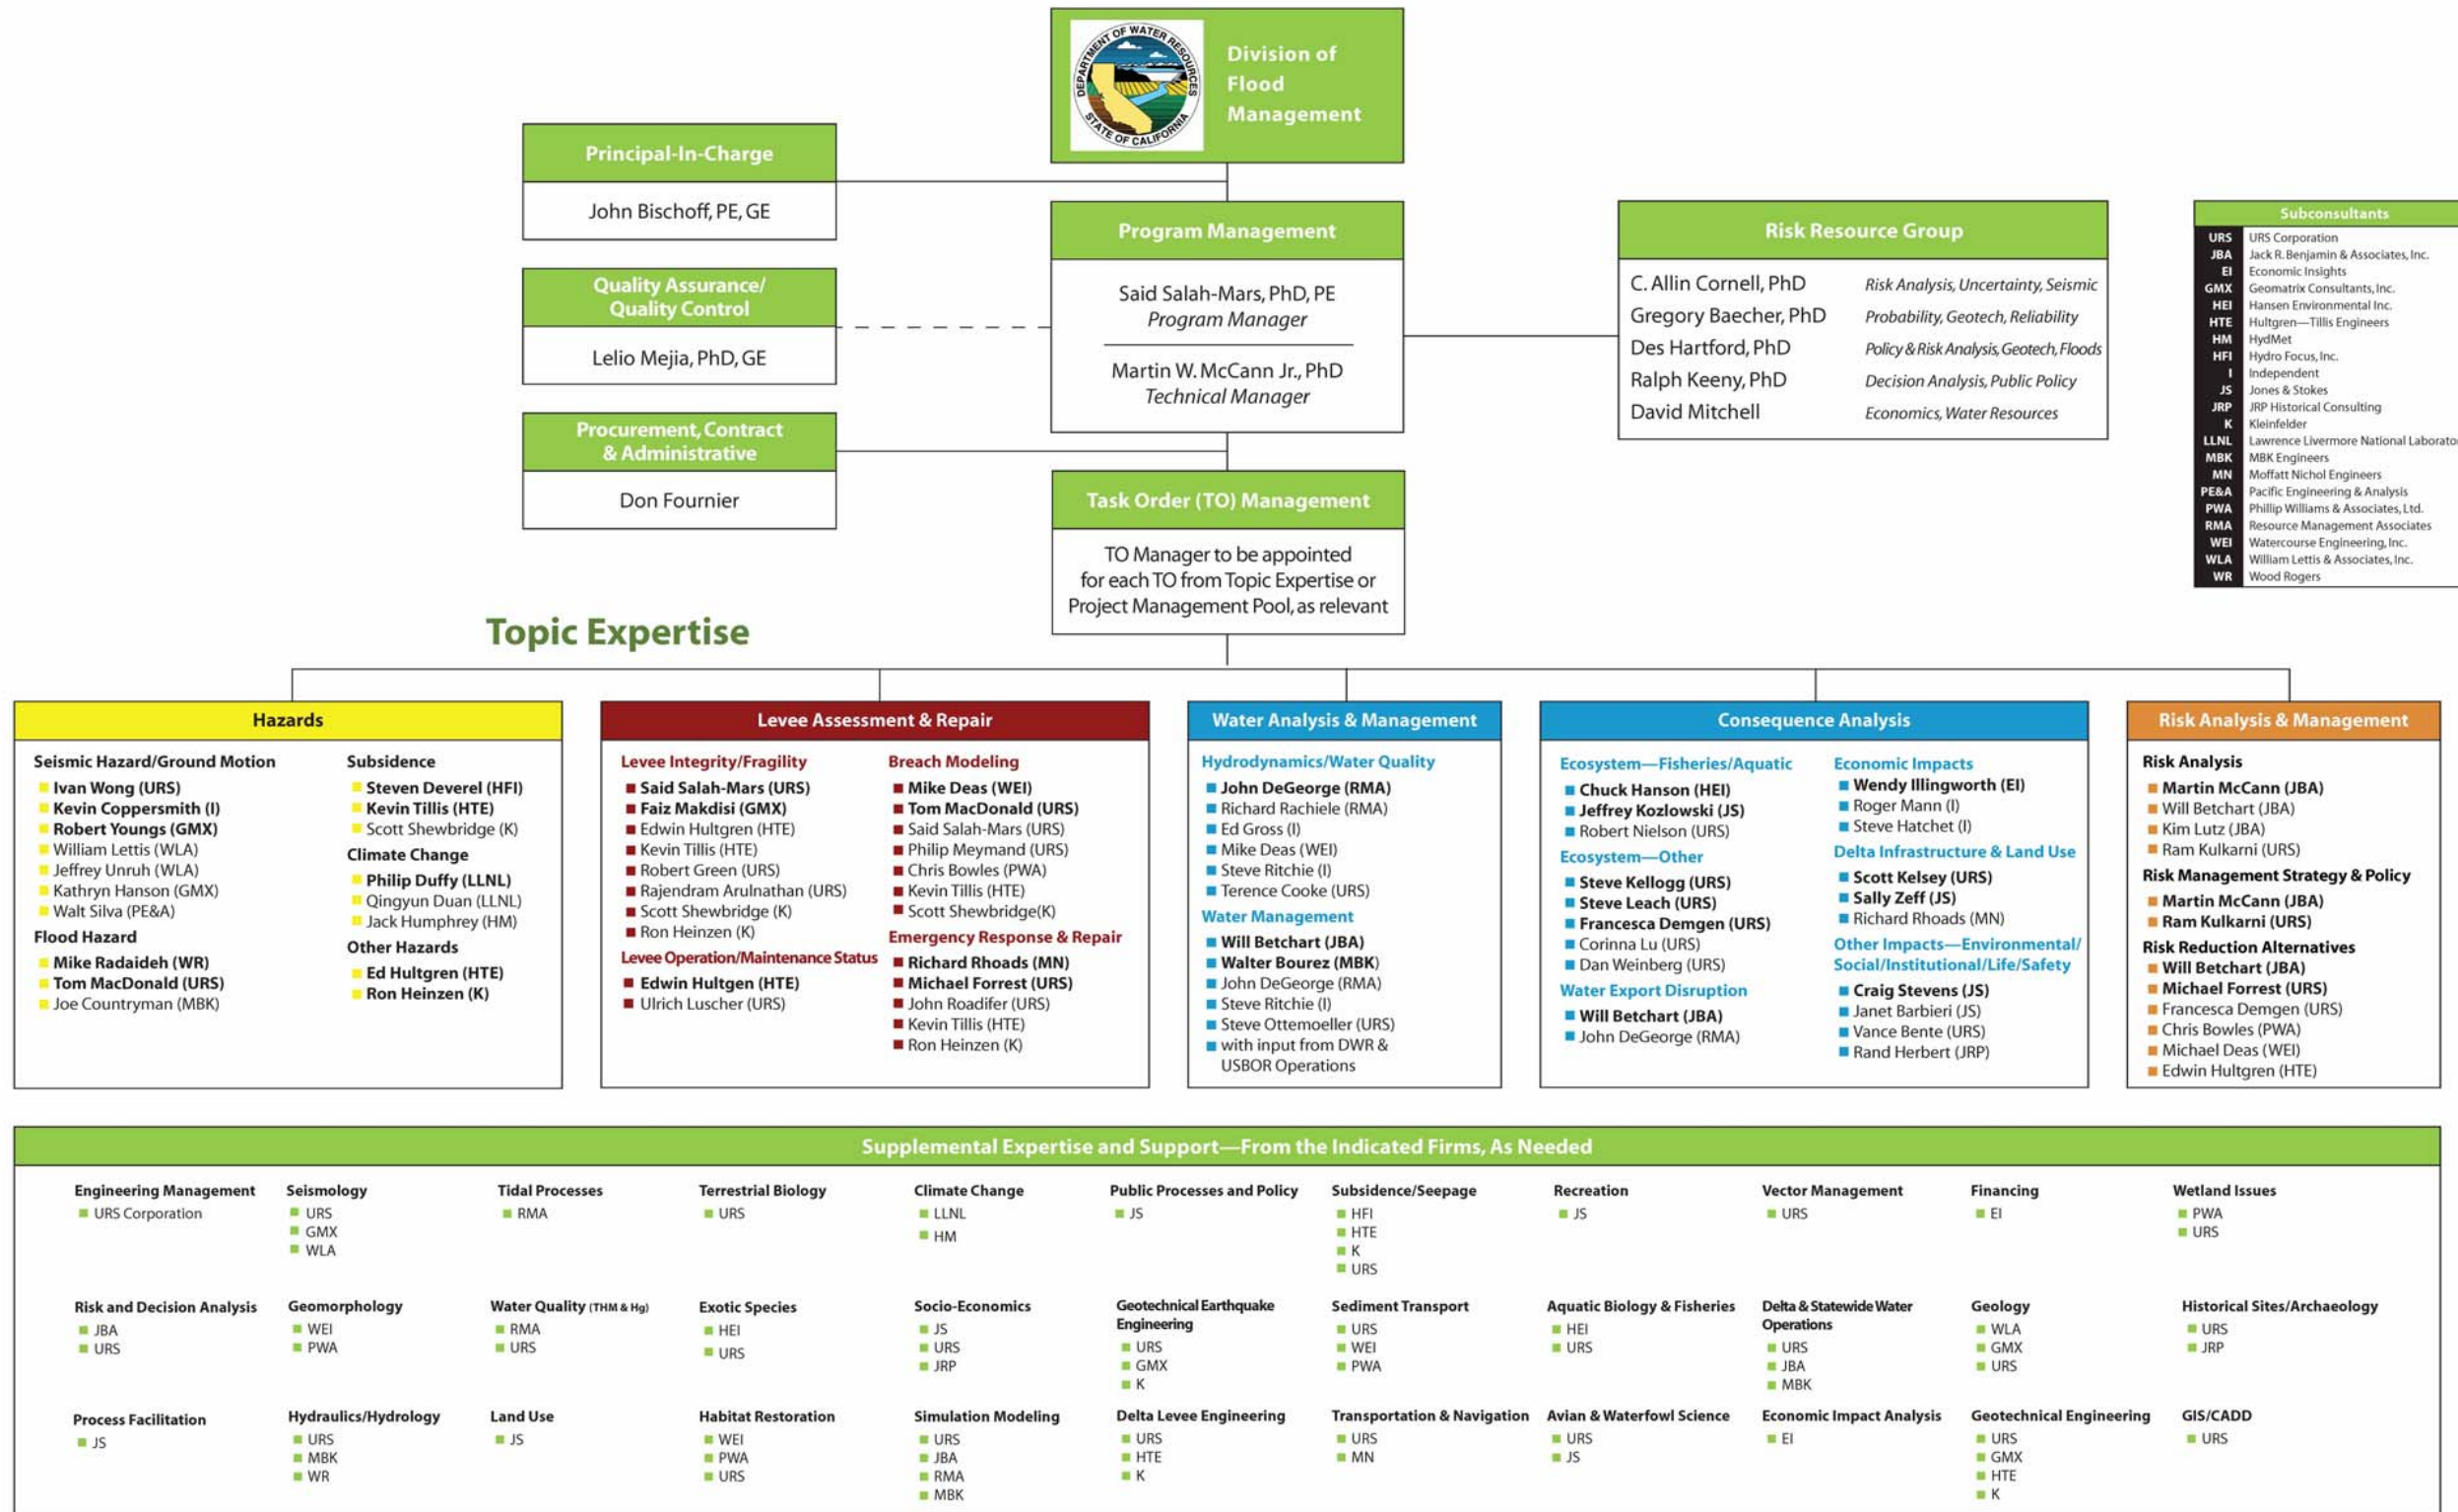 DEPARTMENT OF WATER RESOURCES
STATE OF CALIFORNIA
Division of
Flood
Management
Principal-In-Charge
John Bischoff, PE, GE
Quality Assurance/
Quality Control
Lelio Mejia, PhD, GE
Procurement, Contract
& Administrative
Don Fournier
Program Management
Said Salah-Mars, PhD, PE
Program Manager
Martin W. McCann Jr., PhD
Technical Manager
Task Order (TO) Management
TO Manager to be appointed
for each TO from Topic Expertise or
Project Management Pool, as relevant
Risk Resource Group
C. Allin Cornell, PhD Risk Analysis, Uncertainty, Seismic
Gregory Baecher, PhD Probability, Geotech, Reliability
Des Hartford, PhD Policy & Risk Analysis, Geotech, Floods
Ralph Keeny, PhD Decision Analysis, Public Policy
David Mitchell Economics, Water Resources
Subconsultants
URS URS Corporation
JBA Jack R. Benjamin & Associates, Inc.
EI Economic Insights
GMX Geomatrix Consultants, Inc.
HEI Hansen Environmental Inc.
HTE Hultgren—Tillis Engineers
HM HydMet
HFI Hydro Focus, Inc.
I Independent
JS Jones & Stokes
JRP JRP Historical Consulting
K Kleinfelder
LLNL Lawrence Livermore National Laborato
MBK MBK Engineers
MN Moffatt Nichol Engineers
PE&A Pacific Engineering & Analysis
PWA Phillip Williams & Associates, Ltd.
RMA Resource Management Associates
WEI Watercourse Engineering, Inc.
WLA William Lettis & Associates, Inc.
WR Wood Rogers
Topic Expertise
Hazards
Seismic Hazard/Ground Motion
Ivan Wong (URS)
Kevin Coppersmith (I)
Robert Youngs (GMX)
William Lettis (WLA)
Jeffrey Unruh (WLA)
Kathryn Hanson (GMX)
Walt Silva (PE&A)
Flood Hazard
Mike Radaideh (WR)
Tom MacDonald (URS)
Joe Countryman (MBK)
Subsidence
Steven Deverel (HFI)
Kevin Tillis (HTE)
Scott Shewbridge (K)
Climate Change
Philip Duffy (LLNL)
Qingyun Duan (LLNL)
Jack Humphrey (HM)
Other Hazards
Ed Hultgren (HTE)
Ron Heinzen (K)
Levee Assessment & Repair
Levee Integrity/Fragility
Said Salah-Mars (URS)
Faiz Makdisi (GMX)
Edwin Hultgren (HTE)
Kevin Tillis (HTE)
Robert Green (URS)
Rajendram Arulnathan (URS)
Scott Shewbridge (K)
Ron Heinzen (K)
Levee Operation/Maintenance Status
Edwin Hultgen (HTE)
Ulrich Luscher (URS)
Breach Modeling
Mike Deas (WEI)
Tom MacDonald (URS)
Said Salah-Mars (URS)
Philip Meymand (URS)
Chris Bowles (PWA)
Kevin Tillis (HTE)
Scott Shewbridge(K)
Emergency Response & Repair
Richard Rhoads (MN)
Michael Forrest (URS)
John Roadifer (URS)
Kevin Tillis (HTE)
Ron Heinzen (K)
Water Analysis & Management
Hydrodynamics/Water Quality
John DeGeorge (RMA)
Richard Rachiele (RMA)
Ed Gross (I)
Mike Deas (WEI)
Steve Ritchie (I)
Terence Cooke (URS)
Water Management
Will Betchart (JBA)
Walter Bourez (MBK)
John DeGeorge (RMA)
Steve Ritchie (I)
Steve Ottemoeller (URS)
with input from DWR &
USBOR Operations
Consequence Analysis
Ecosystem—Fisheries/Aquatic
Chuck Hanson (HEI)
Jeffrey Kozlowski (JS)
Robert Nielson (URS)
Ecosystem—Other
Steve Kellogg (URS)
Steve Leach (URS)
Francesca Demgen (URS)
Corinna Lu (URS)
Dan Weinberg (URS)
Water Export Disruption
Will Betchart (JBA)
John DeGeorge (RMA)
Economic Impacts
Wendy Illingworth (EI)
Roger Mann (I)
Steve Hatchet (I)
Delta Infrastructure & Land Use
Scott Kelsey (URS)
Sally Zeff (JS)
Richard Rhoads (MN)
Other Impacts—Environmental/
Social/Institutional/Life/Safety
Craig Stevens (JS)
Janet Barbieri (JS)
Vance Bente (URS)
Rand Herbert (JRP)
Risk Analysis & Management
Risk Analysis
Martin McCann (JBA)
Will Betchart (JBA)
Kim Lutz (JBA)
Ram Kulkarni (URS)
Risk Management Strategy & Policy
Martin McCann (JBA)
Ram Kulkarni (URS)
Risk Reduction Alternatives
Will Betchart (JBA)
Michael Forrest (URS)
Francesca Demgen (URS)
Chris Bowles (PWA)
Michael Deas (WEI)
Edwin Hultgren (HTE)
Supplemental Expertise and Support—From the Indicated Firms, As Needed
Engineering Management
URS Corporation
Seismology
URS
GMX
WLA
Tidal Processes
RMA
Terrestrial Biology
URS
Climate Change
LLNL
HM
Public Processes and Policy
JS
Subsidence/Seepage
HFI
HTE
K
URS
Recreation
JS
Vector Management
URS
Financing
EI
Wetland Issues
PWA
URS
Risk and Decision Analysis
JBA
URS
Geomorphology
WEI
PWA
Water Quality (THM & Hg)
RMA
URS
Exotic Species
HEI
URS
Socio-Economics
JS
URS
JRP
Geotechnical Earthquake
Engineering
URS
GMX
K
Sediment Transport
URS
WEI
PWA
Aquatic Biology & Fisheries
HEI
URS
Delta & Statewide Water
Operations
URS
JBA
MBK
Geology
WLA
GMX
URS
Historical Sites/Archaeology
URS
JRP
Process Facilitation
JS
Hydraulics/Hydrology
URS
MBK
WR
Land Use
JS
Habitat Restoration
WEI
PWA
URS
Simulation Modeling
URS
JBA
RMA
MBK
Delta Levee Engineering
URS
HTE
K
Transportation & Navigation
URS
MN
Avian & Waterfowl Science
URS
JS
Economic Impact Analysis
EI
Geotechnical Engineering
URS
GMX
HTE
K
GIS/CADD
URS